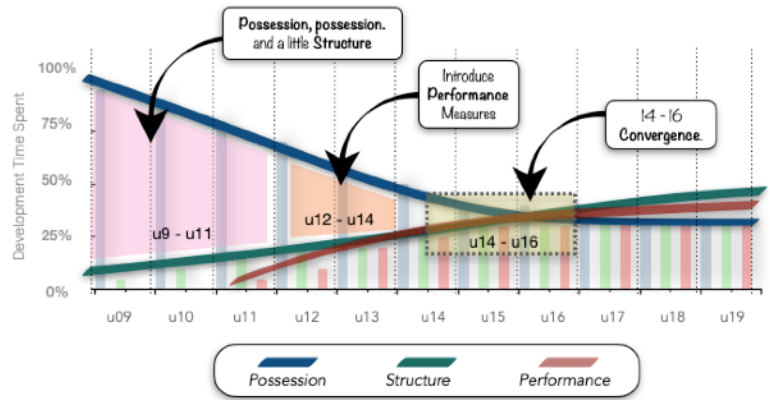 Possession, possession.
and a little Structure
Introduce
Performance
Measures
14 - 16
Convergence.
Development Time Spent
100%
75%
50%
25%
0%
u9 - u11
u12 - u14
u14 - u16
u09 u10 u11 u12 u13 u14 u15 u16 u17 u18 u19
Possession Structure Performance